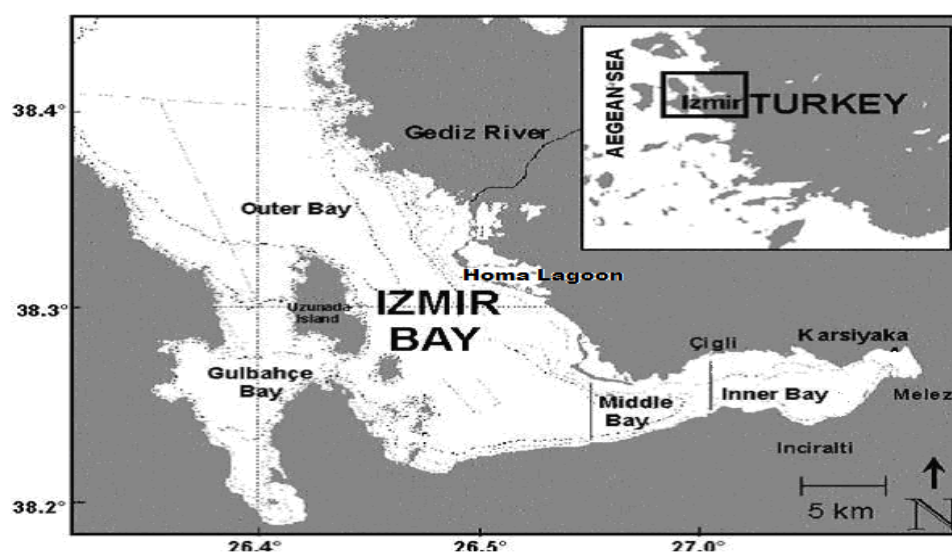 38.4°
38.3°
38.2°
26.4°
26.5°
27.0°
Gediz River
Outer Bay
Homa Lagoon
Uzunada
Island
IZMIR
BAY
Gulbahçe
Bay
Middle
Bay
Çigli
Inner Bay
Karsiyaka
Melez
Inciralti
5 km
N
AEGEAN SEA
Izmir
TURKEY